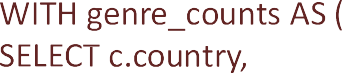 WITH genre_counts AS (
SELECT c.country,